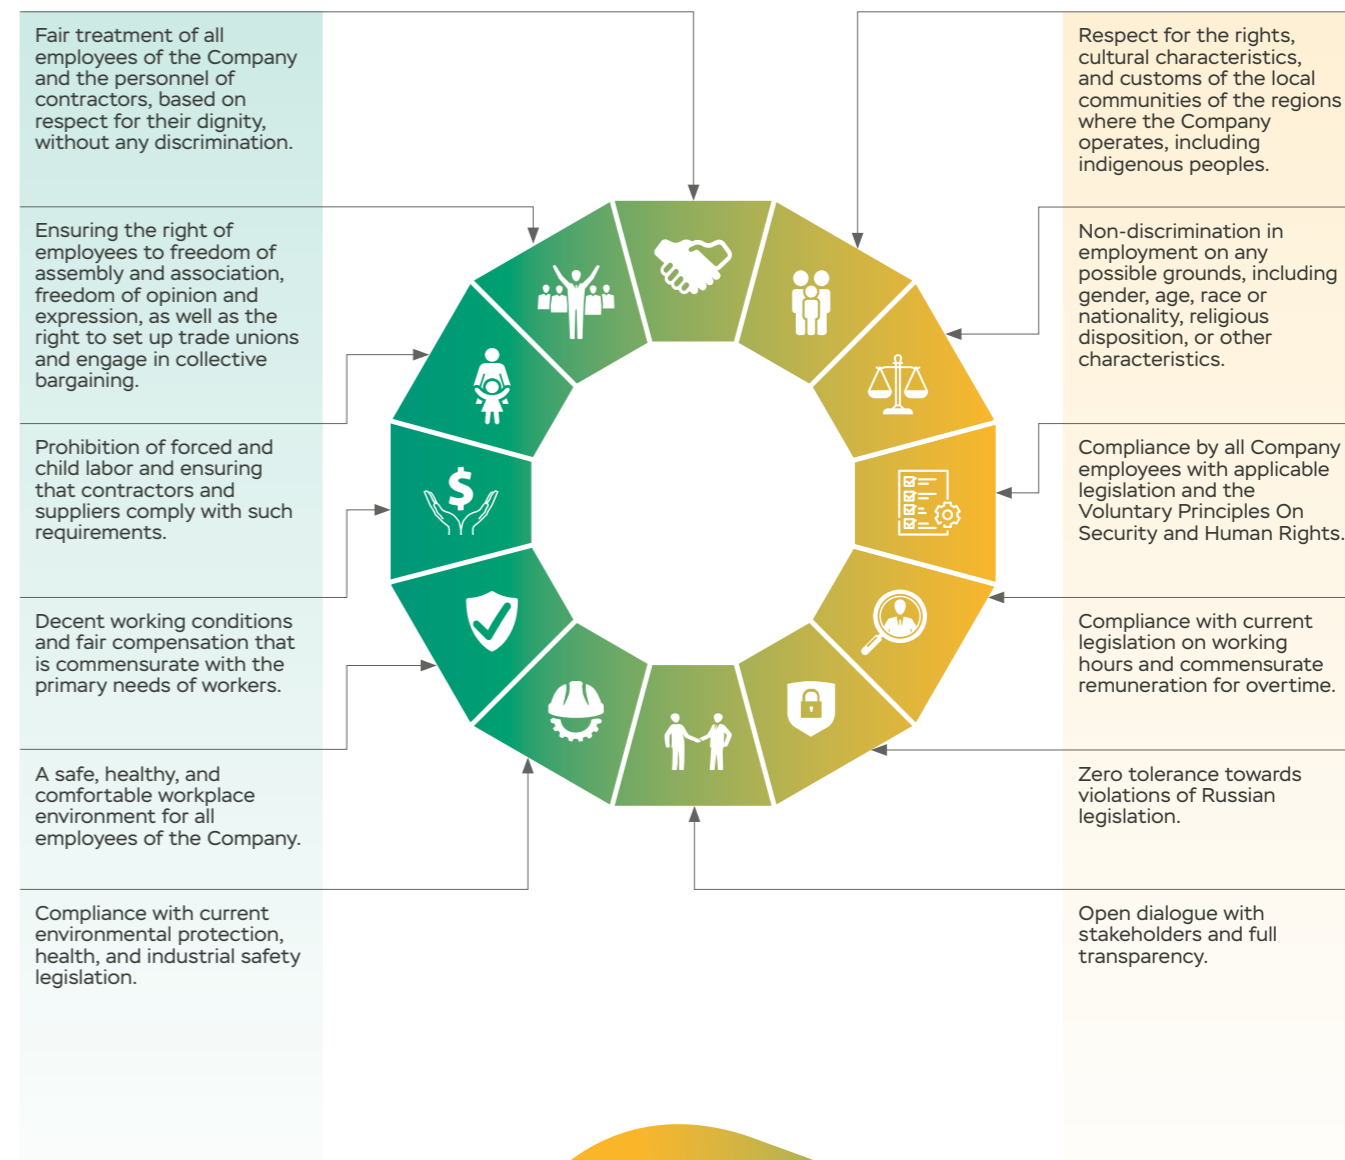 Fair treatment of all
employees of the Company
and the personnel of
contractors, based on
respect for their dignity,
without any discrimination.
Ensuring the right of
employees to freedom of
assembly and association,
freedom of opinion and
expression, as well as the
right to set up trade unions
and engage in collective
bargaining.
Prohibition of forced and
child labor and ensuring
that contractors and
suppliers comply with such
requirements.
Decent working conditions
and fair compensation that
is commensurate with the
primary needs of workers.
A safe, healthy, and
comfortable workplace
environment for all
employees of the Company.
Compliance with current
environmental protection,
health, and industrial safety
legislation.
$
Respect for the rights,
cultural characteristics,
and customs of the local
communities of the regions
where the Company
operates, including
indigenous peoples.
Non-discrimination in
employment on any
possible grounds, including
gender, age, race or
nationality, religious
disposition, or other
characteristics.
Compliance by all Company
employees with applicable
legislation and the
Voluntary Principles On
Security and Human Rights.
Compliance with current
legislation on working
hours and commensurate
remuneration for overtime.
Zero tolerance towards
violations of Russian
legislation.
Open dialogue with
stakeholders and full
transparency.